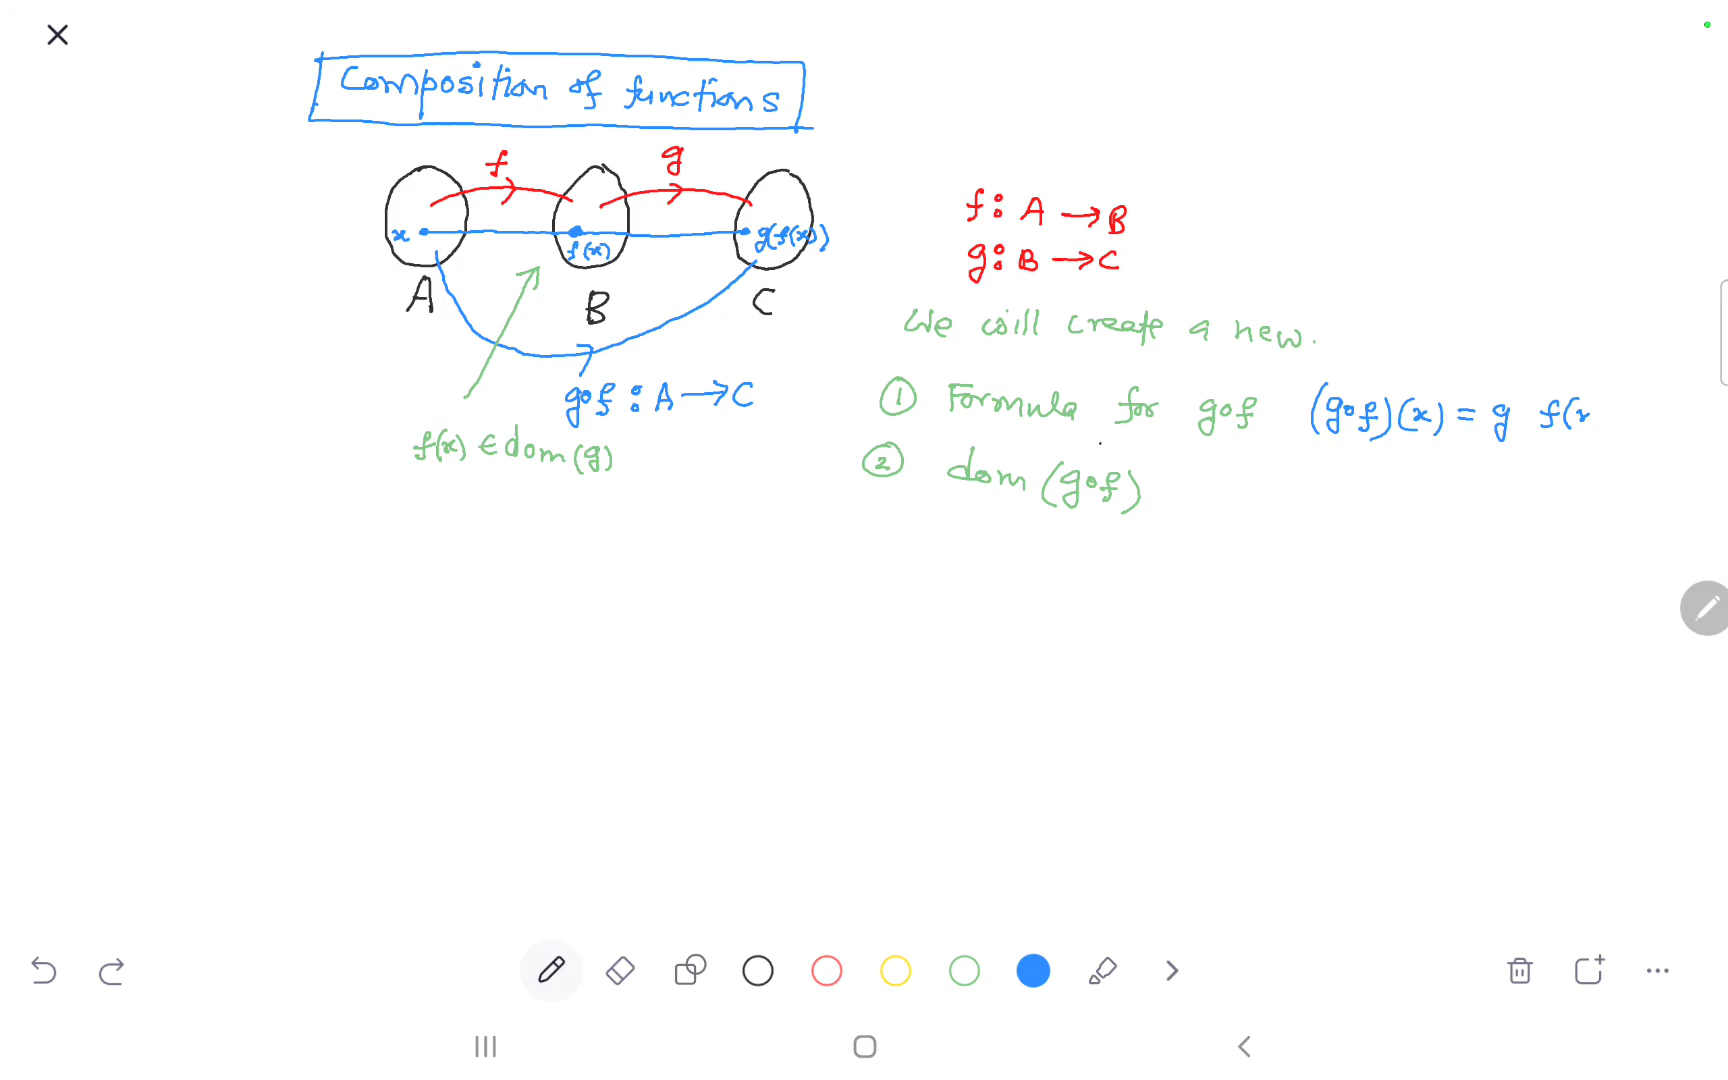 Composition of functions
f g
x f(x) g(f(x))
A B C
gof : A → C
f(x) ∈ dom (g)
f : A → B
g : B → C
We will create a new.
① Formula for gof (gof)(x) = g f(x
② dom (gof)